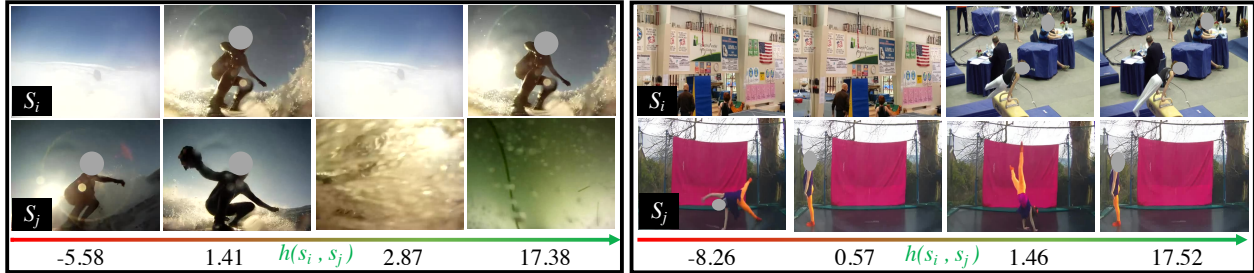 S_i
S_j
-5.58 1.41 h(s_i , s_j) 2.87 17.38
S_i
S_j
-8.26 0.57 h(s_i , s_j) 1.46 17.52